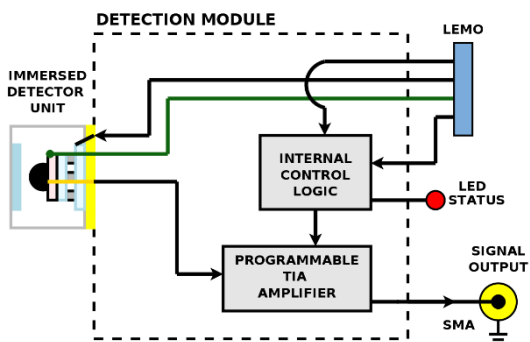 DETECTION MODULE
LEMO
IMMERSED
DETECTOR
UNIT
INTERNAL
CONTROL
LOGIC
LED
STATUS
PROGRAMMABLE
TIA
AMPLIFIER
SIGNAL
OUTPUT
SMA